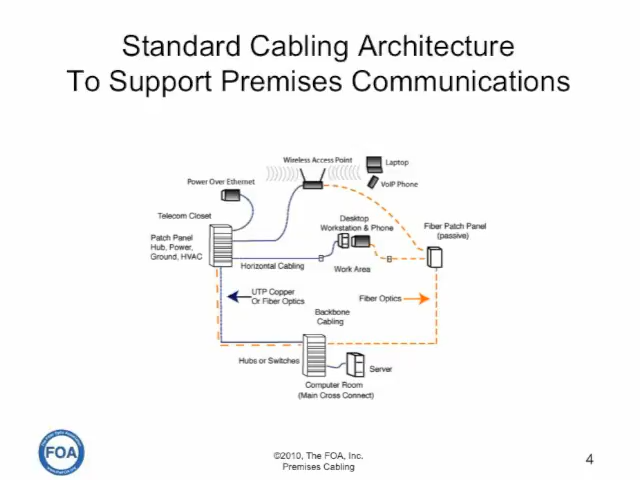 Standard Cabling Architecture
To Support Premises Communications
Wireless Access Point
Laptop
VoIP Phone
Power Over Ethernet
Telecom Closet
Desktop
Workstation & Phone
Fiber Patch Panel
(passive)
Patch Panel
Hub, Power,
Ground, HVAC
Horizontal Cabling
Work Area
UTP Copper
Or Fiber Optics
Fiber Optics
Backbone
Cabling
Hubs or Switches
Server
Computer Room
(Main Cross Connect)
FOA
©2010, The FOA, Inc.
Premises Cabling
4